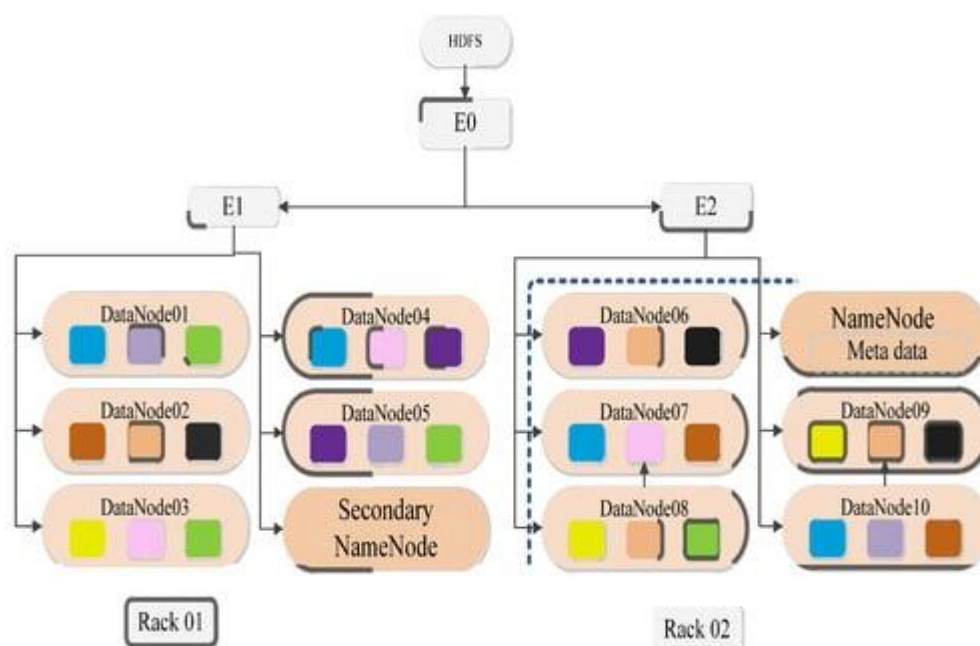 HDFS
E0
E1
E2
DataNode01
DataNode04
DataNode06
NameNode
Meta data
DataNode02
DataNode05
DataNode07
DataNode09
DataNode03
Secondary
NameNode
DataNode08
DataNode10
Rack 01
Rack 02